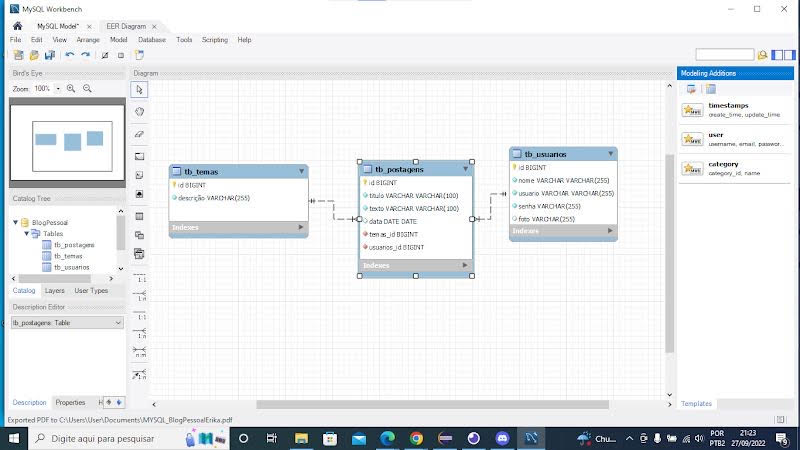 MySQL Workbench
MySQL Model*
EER Diagram
File Edit View Arrange Model Database Tools Scripting Help
Bird's Eye
Zoom: 100%
Catalog Tree
BlogPessoal
Tables
tb_postagens
tb_temas
tb_usuarios
Catalog Layers User Types
Description Editor
tb_postagens: Table
Description Properties H
Diagram
1:1
1:n
1:1
1:n
n:m
tb_temas
id BIGINT
descrição VARCHAR(255)
Indexes
tb_postagens
id BIGINT
titulo VARCHAR VARCHAR(100)
texto VARCHAR VARCHAR(100)
data DATE DATE
temas_id BIGINT
usuarios_id BIGINT
Indexes
tb_usuarios
id BIGINT
nome VARCHAR VARCHAR(255)
usuario VARCHAR VARCHAR(255)
senha VARCHAR(255)
foto VARCHAR(255)
Indexes
Modeling Additions
timestamps
create_time, update_time
user
username, email, passwor..
category
category_id, name
Templates
Exported PDF to C:\Users\User\Documents\MYSQL_BlogPessoalErika.pdf
Digite aqui para pesquisar
Chu...
POR
PTB2
21:23
27/09/2022